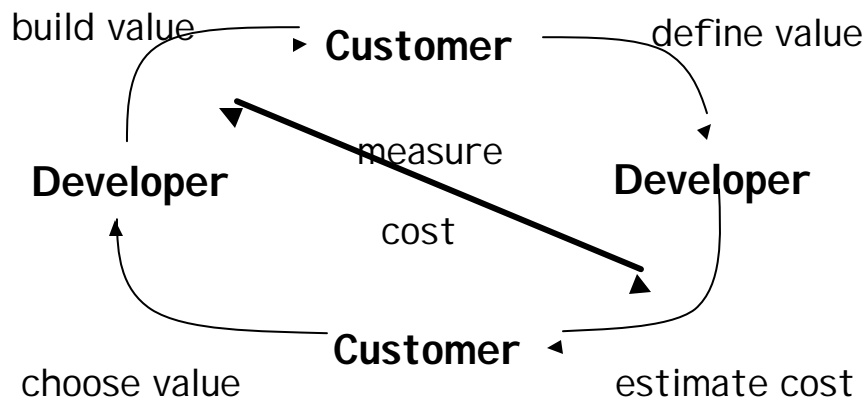 build value
Customer
define value
measure
Developer
Developer
cost
Customer
choose value
estimate cost